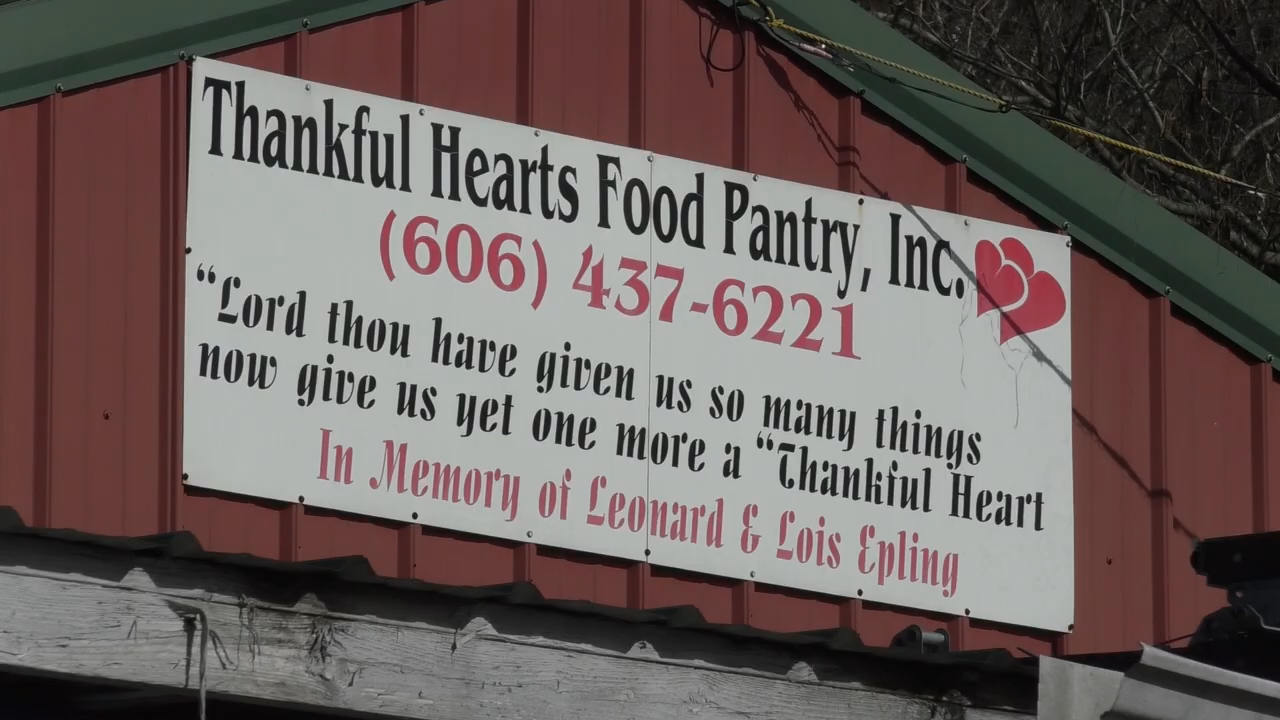 Thankful Hearts Food Pantry, Inc.
(606) 437-6221
“Lord thou have given us so many things
now give us yet one more a “Thankful Heart
In Memory of Leonard & Lois Epling